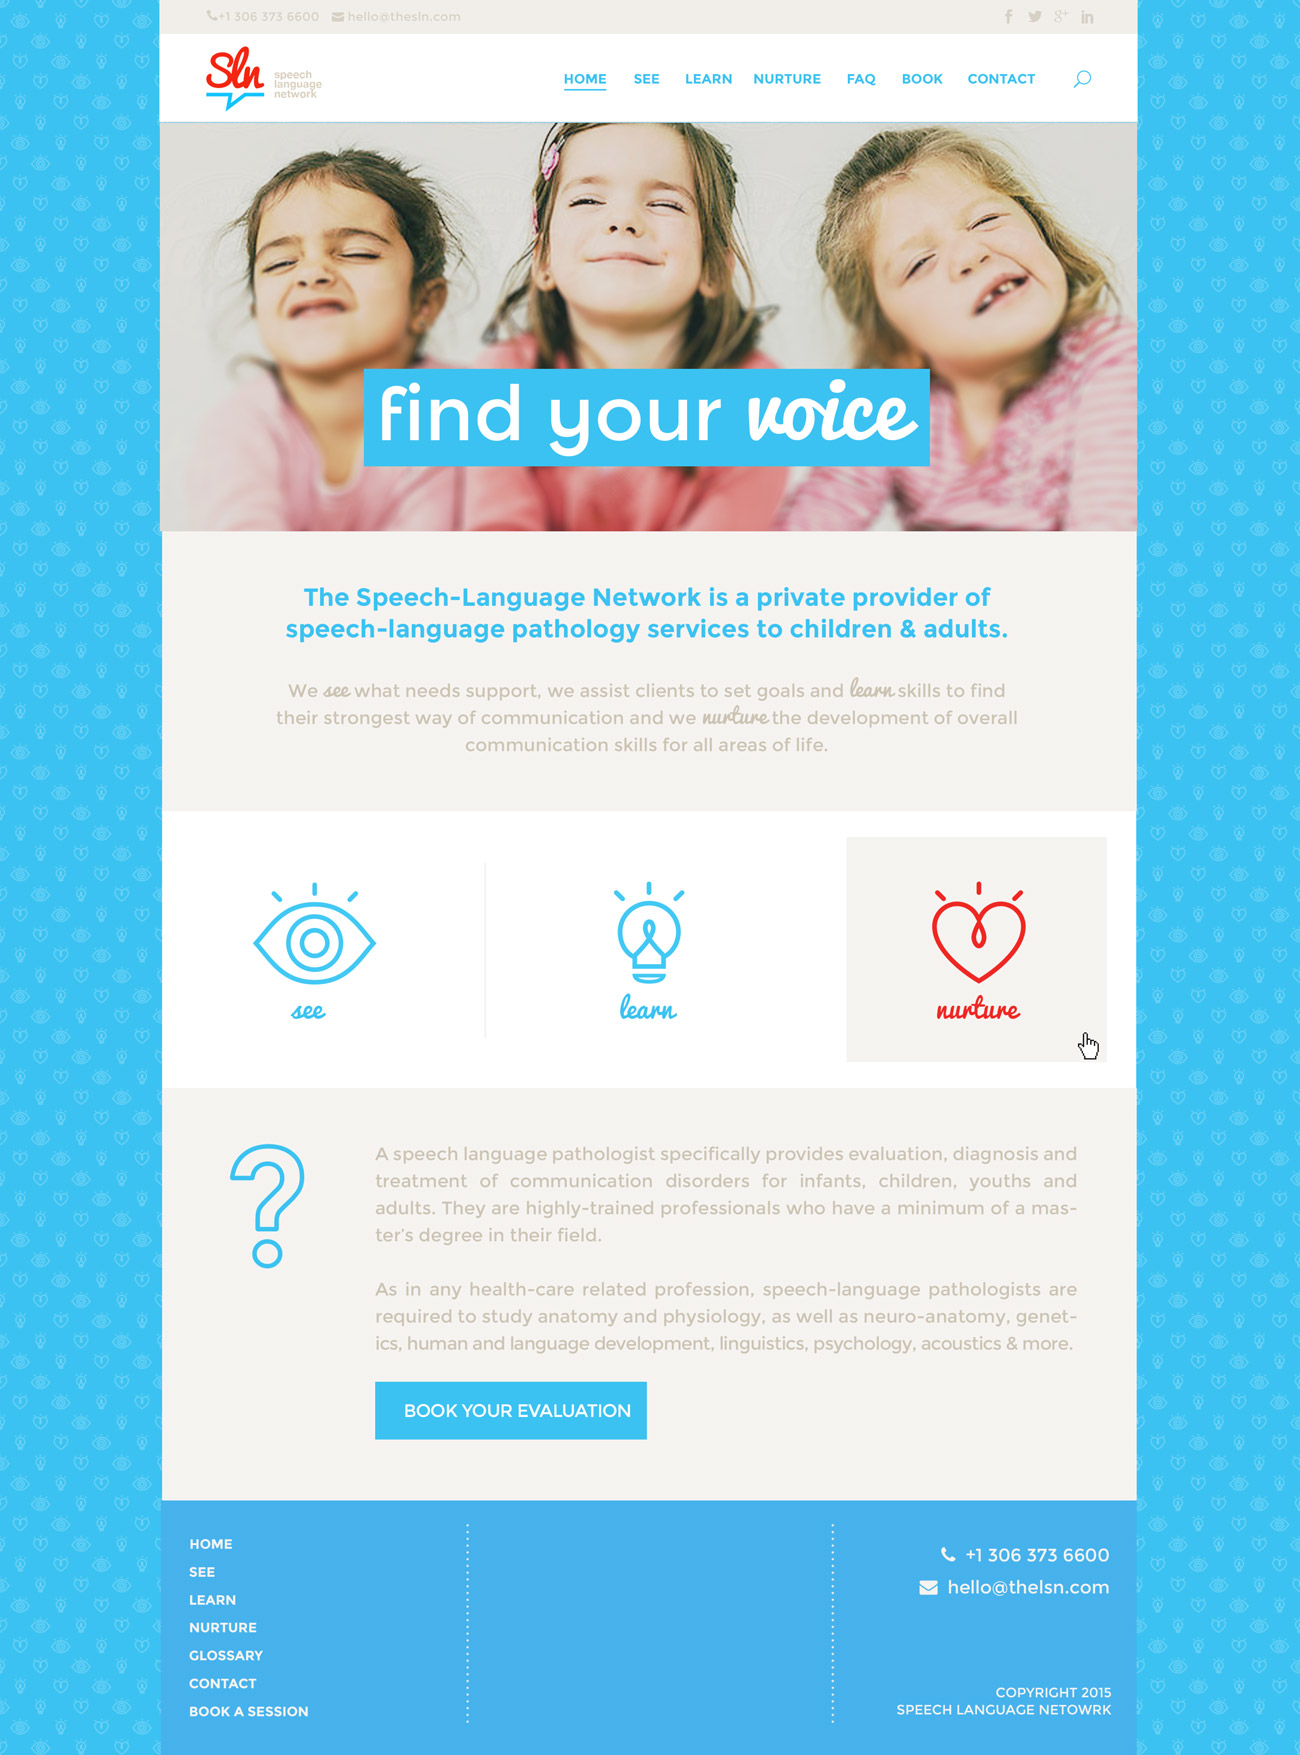 +1 306 373 6600 hello@thesln.com
Sln speech
language
network
HOME SEE LEARN NURTURE FAQ BOOK CONTACT
find your voice
The Speech-Language Network is a private provider of
speech-language pathology services to children & adults.
We see what needs support, we assist clients to set goals and learn skills to find
their strongest way of communication and we nurture the development of overall
communication skills for all areas of life.
see learn nurture
A speech language pathologist specifically provides evaluation, diagnosis and
treatment of communication disorders for infants, children, youths and
adults. They are highly-trained professionals who have a minimum of a mas-
ter's degree in their field.
As in any health-care related profession, speech-language pathologists are
required to study anatomy and physiology, as well as neuro-anatomy, genet-
ics, human and language development, linguistics, psychology, acoustics & more.
BOOK YOUR EVALUATION
HOME
SEE
LEARN
NURTURE
GLOSSARY
CONTACT
BOOK A SESSION
+1 306 373 6600
hello@thelsn.com
COPYRIGHT 2015
SPEECH LANGUAGE NETOWRK